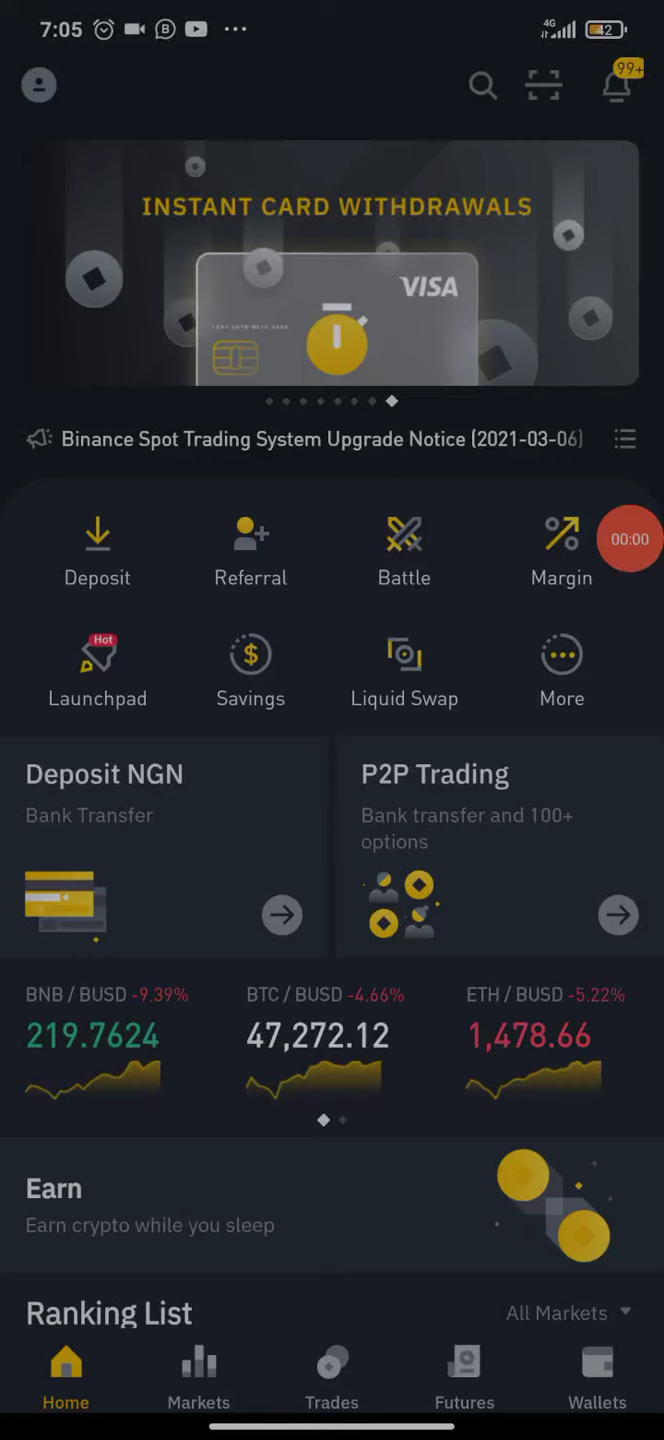 7:05
4G
42
99+
INSTANT CARD WITHDRAWALS
VISA
Binance Spot Trading System Upgrade Notice (2021-03-06)
00:00
Deposit Referral Battle Margin
Hot
Launchpad Savings Liquid Swap More
Deposit NGN
Bank Transfer
P2P Trading
Bank transfer and 100+
options
BNB / BUSD -9.39%
219.7624
BTC / BUSD -4.66%
47,272.12
ETH / BUSD -5.22%
1,478.66
Earn
Earn crypto while you sleep
Ranking List
All Markets
Home Markets Trades Futures Wallets